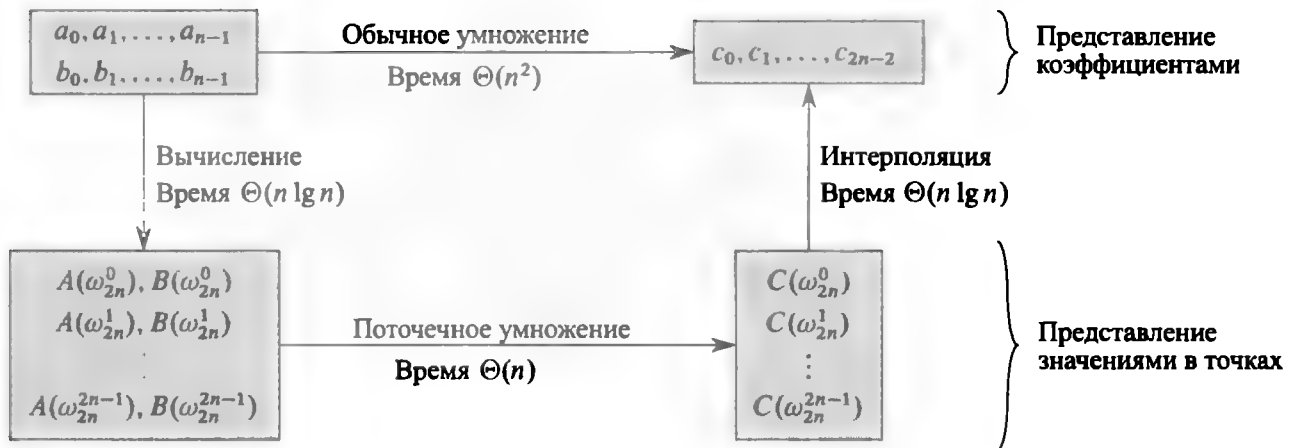 a_0, a_1, ..., a_{n-1}
b_0, b_1, ..., b_{n-1}
Обычное умножение
Время Θ(n^2)
c_0, c_1, ..., c_{2n-2}
Представление
коэффициентами
Вычисление
Время Θ(n lg n)
Интерполяция
Время Θ(n lg n)
A(ω_{2n}^0), B(ω_{2n}^0)
A(ω_{2n}^1), B(ω_{2n}^1)
⋮
A(ω_{2n}^{2n-1}), B(ω_{2n}^{2n-1})
Поточечное умножение
Время Θ(n)
C(ω_{2n}^0)
C(ω_{2n}^1)
⋮
C(ω_{2n}^{2n-1})
Представление
значениями в точках